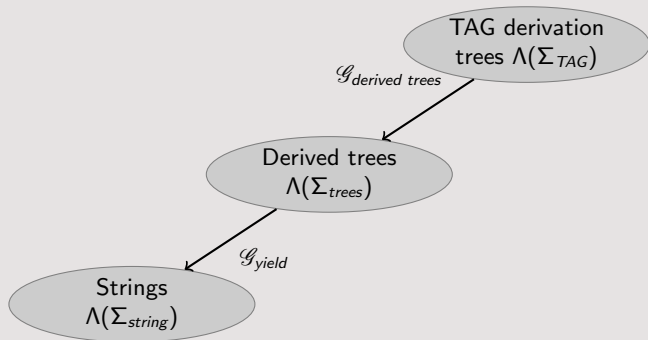 TAG derivation
trees Λ(Σ_TAG)
𝒢_derived trees
Derived trees
Λ(Σ_trees)
𝒢_yield
Strings
Λ(Σ_string)